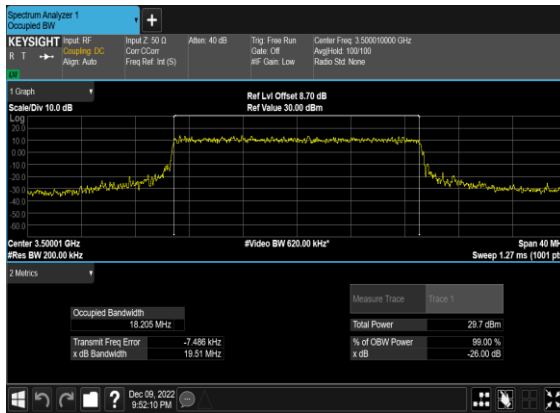 Spectrum Analyzer 1
Occupied BW
+
KEYSIGHT Input: RF Input Z: 50 Ω Atten: 40 dB Trig: Free Run Center Freq: 3.500010000 GHz
R T Coupling: DC Corr CCorr Gate: Off Avg|Hold: 100/100
Align: Auto Freq Ref: Int (S) #IF Gain: Low Radio Std: None
1 Graph
Ref Lvl Offset 8.70 dB
Scale/Div 10.0 dB Ref Value 30.00 dBm
Log
20.0
10.0
0.00
-10.0
-20.0
-30.0
-40.0
-50.0
-60.0
Center 3.50001 GHz #Video BW 620.00 kHz* Span 40 MH
#Res BW 200.00 kHz Sweep 1.27 ms (1001 pt
2 Metrics
Measure Trace Trace 1
Occupied Bandwidth
18.205 MHz Total Power 29.7 dBm
Transmit Freq Error -7.486 kHz % of OBW Power 99.00 %
x dB Bandwidth 19.51 MHz x dB -26.00 dB
? Dec 09, 2022
9:52:10 PM